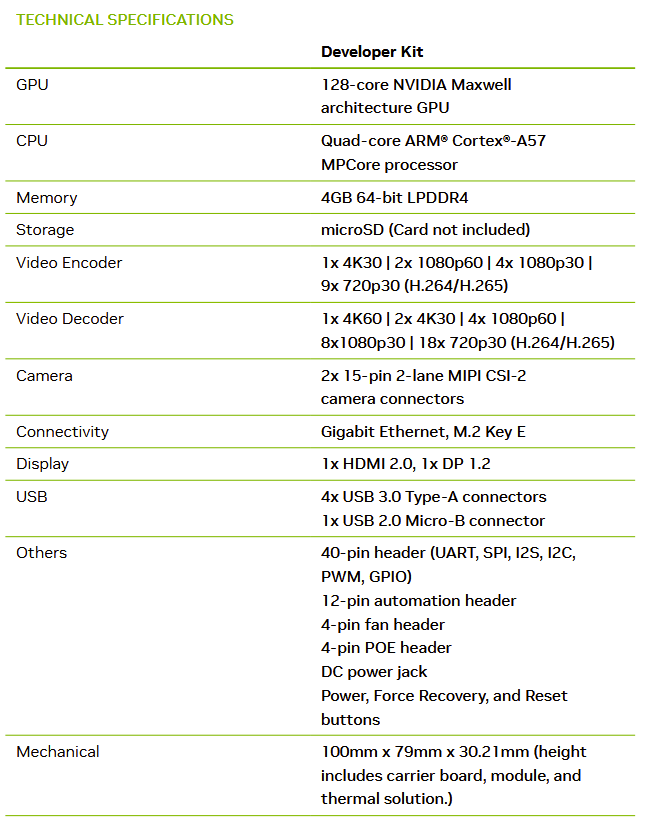 TECHNICAL SPECIFICATIONS
Developer Kit
GPU
128-core NVIDIA Maxwell
architecture GPU
CPU
Quad-core ARM® Cortex®-A57
MPCore processor
Memory
4GB 64-bit LPDDR4
Storage
microSD (Card not included)
Video Encoder
1x 4K30 | 2x 1080p60 | 4x 1080p30 |
9x 720p30 (H.264/H.265)
Video Decoder
1x 4K60 | 2x 4K30 | 4x 1080p60 |
8x1080p30 | 18x 720p30 (H.264/H.265)
Camera
2x 15-pin 2-lane MIPI CSI-2
camera connectors
Connectivity
Gigabit Ethernet, M.2 Key E
Display
1x HDMI 2.0, 1x DP 1.2
USB
4x USB 3.0 Type-A connectors
1x USB 2.0 Micro-B connector
Others
40-pin header (UART, SPI, I2S, I2C,
PWM, GPIO)
12-pin automation header
4-pin fan header
4-pin POE header
DC power jack
Power, Force Recovery, and Reset
buttons
Mechanical
100mm x 79mm x 30.21mm (height
includes carrier board, module, and
thermal solution.)